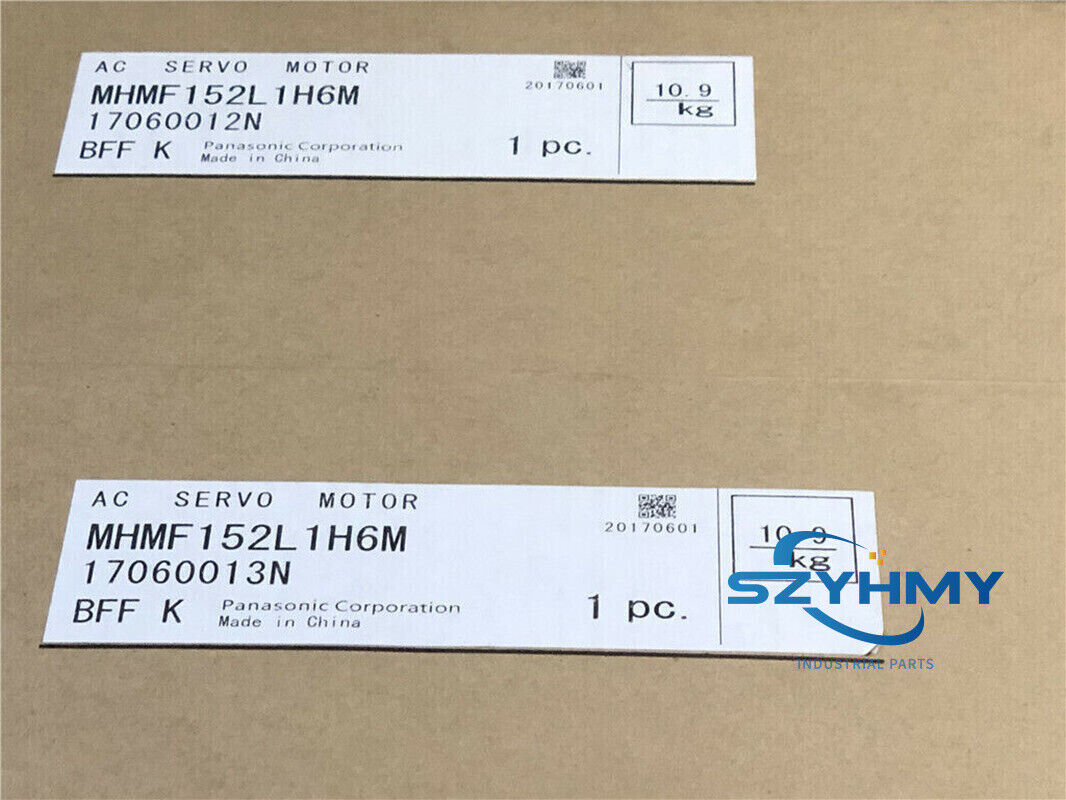 AC SERVO MOTOR
20170601
MHMF152L1H6M
10.9
kg
17060012N
BFF K Panasonic Corporation
Made in China
1 pc.
AC SERVO MOTOR
20170601
MHMF152L1H6M
10.9
kg
17060013N
BFF K Panasonic Corporation
Made in China
1 pc.
SZYHMY
INDUSTRIAL PARTS